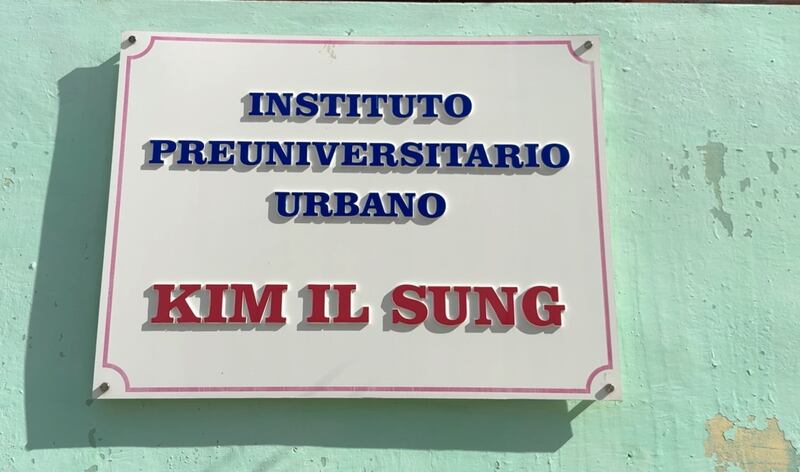 INSTITUTO
PREUNIVERSITARIO
URBANO
KIM IL SUNG